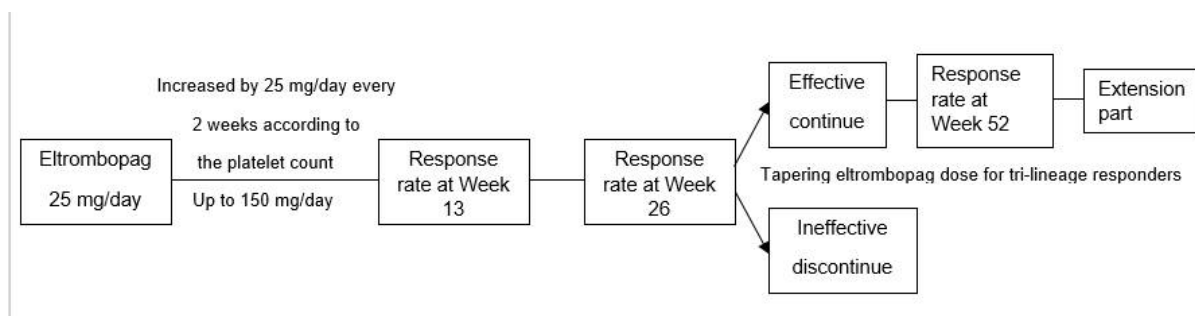 Eltrombopag
25 mg/day
Increased by 25 mg/day every
2 weeks according to
the platelet count
Up to 150 mg/day
Response
rate at Week
13
Response
rate at Week
26
Effective
continue
Response
rate at
Week 52
Extension
part
Tapering eltrombopag dose for tri-lineage responders
Ineffective
discontinue